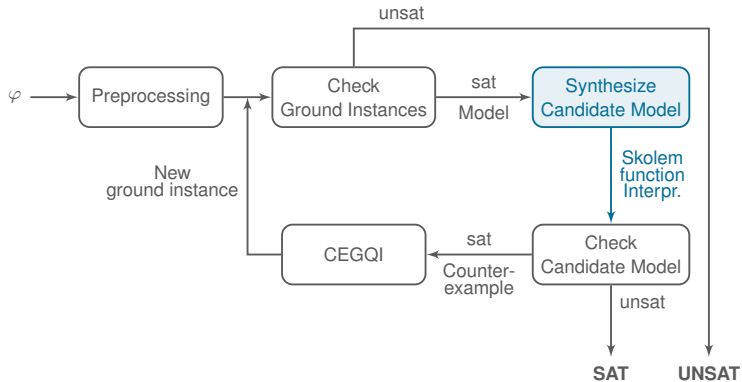 unsat
φ
Preprocessing
Check
Ground Instances
sat
Model
Synthesize
Candidate Model
New
ground instance
Skolem
function
Interpr.
CEGQI
sat
Counter-
example
Check
Candidate Model
unsat
SAT
UNSAT